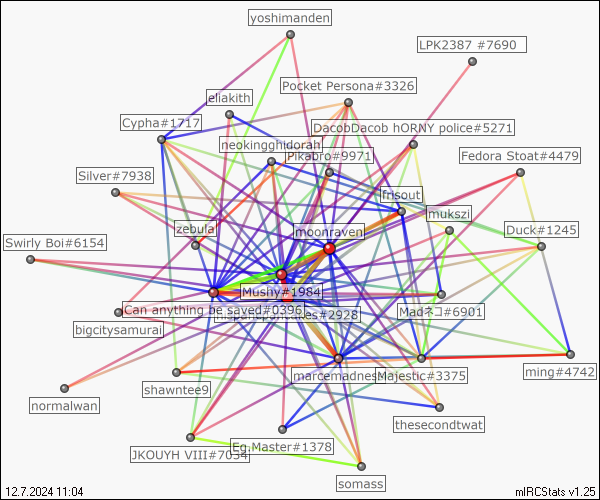 yoshimanden
LPK2387 #7690
Pocket Persona#3326
eliakith
Cypha#1717
DacobDacob hORNY police#5271
neokingghidorah
Pikabro#9971
Fedora Stoat#4479
Silver#7938
frisout
mukszi
zebula
moonraven
Duck#1245
Swirly Boi#6154
Mushy#1984
Can anything be saved#0396
#2928
Madネコ#6901
bigcitysamurai
marcemadness
Majestic#3375
ming#4742
shawntee9
normalwan
thesecondtwat
Eg Master#1378
JKOUYH VIII#7034
somass
12.7.2024 11:04
mIRCStats v1.25